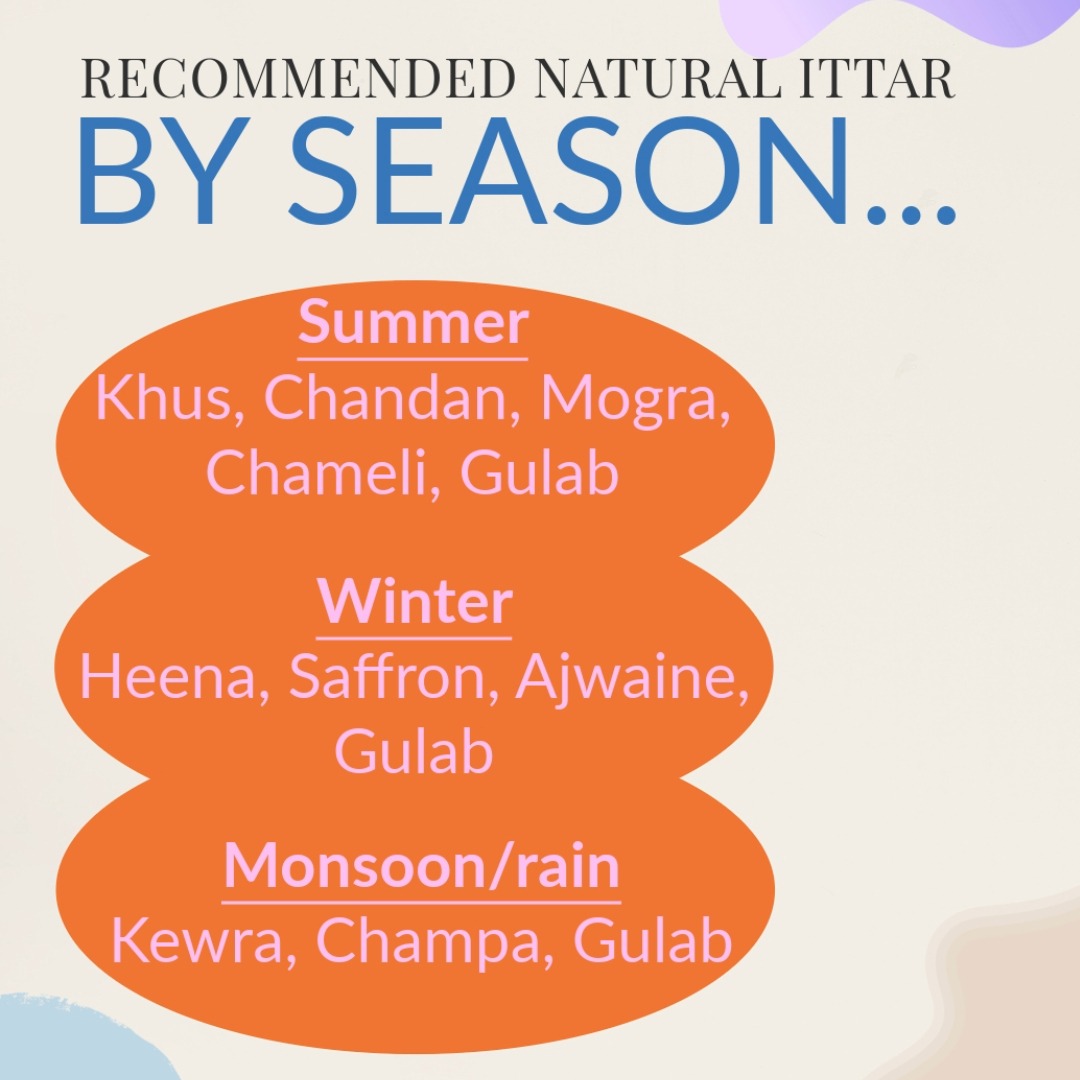 RECOMMENDED NATURAL ITTAR
BY SEASON...
Summer
Khus, Chandan, Mogra,
Chameli, Gulab
Winter
Heena, Saffron, Ajwaine,
Gulab
Monsoon/rain
Kewra, Champa, Gulab